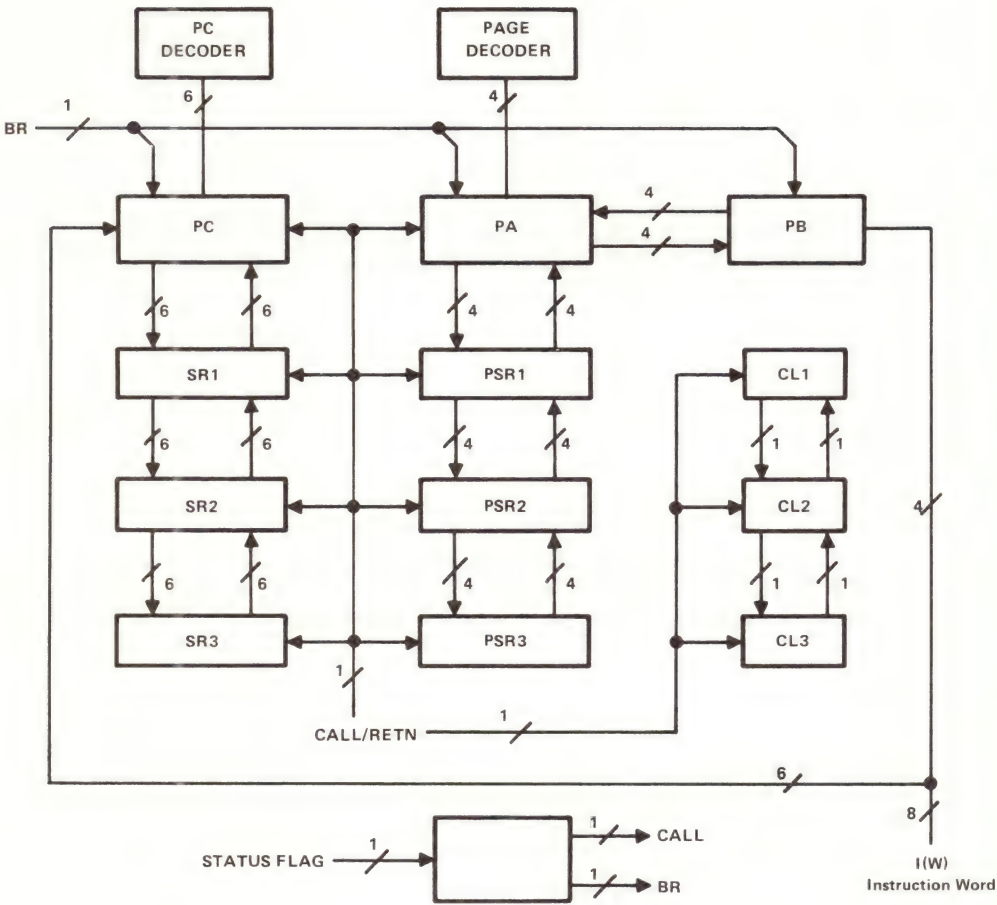 PC
DECODER
PAGE
DECODER
6
4
1
BR
PC
PA
PB
4
4
6
6
4
4
SR1
PSR1
CL1
6
6
4
4
1
1
SR2
PSR2
CL2
4
6
6
4
4
1
1
SR3
PSR3
CL3
1
CALL/RETN
1
6
8
STATUS FLAG
1
1
CALL
1
BR
I(W)
Instruction Word